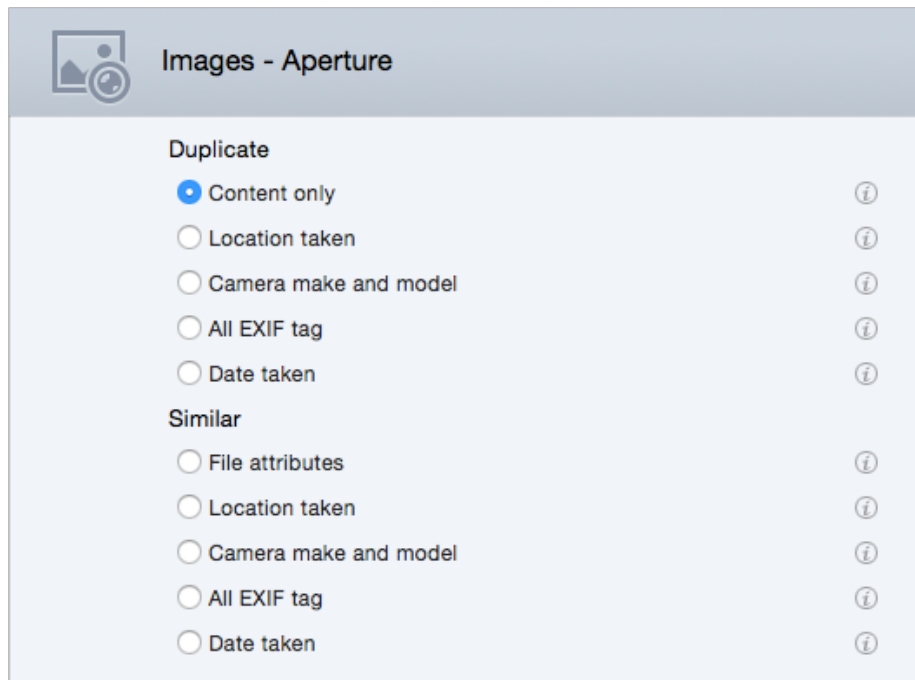 Images - Aperture
Duplicate
Content only
Location taken
Camera make and model
All EXIF tag
Date taken
Similar
File attributes
Location taken
Camera make and model
All EXIF tag
Date taken